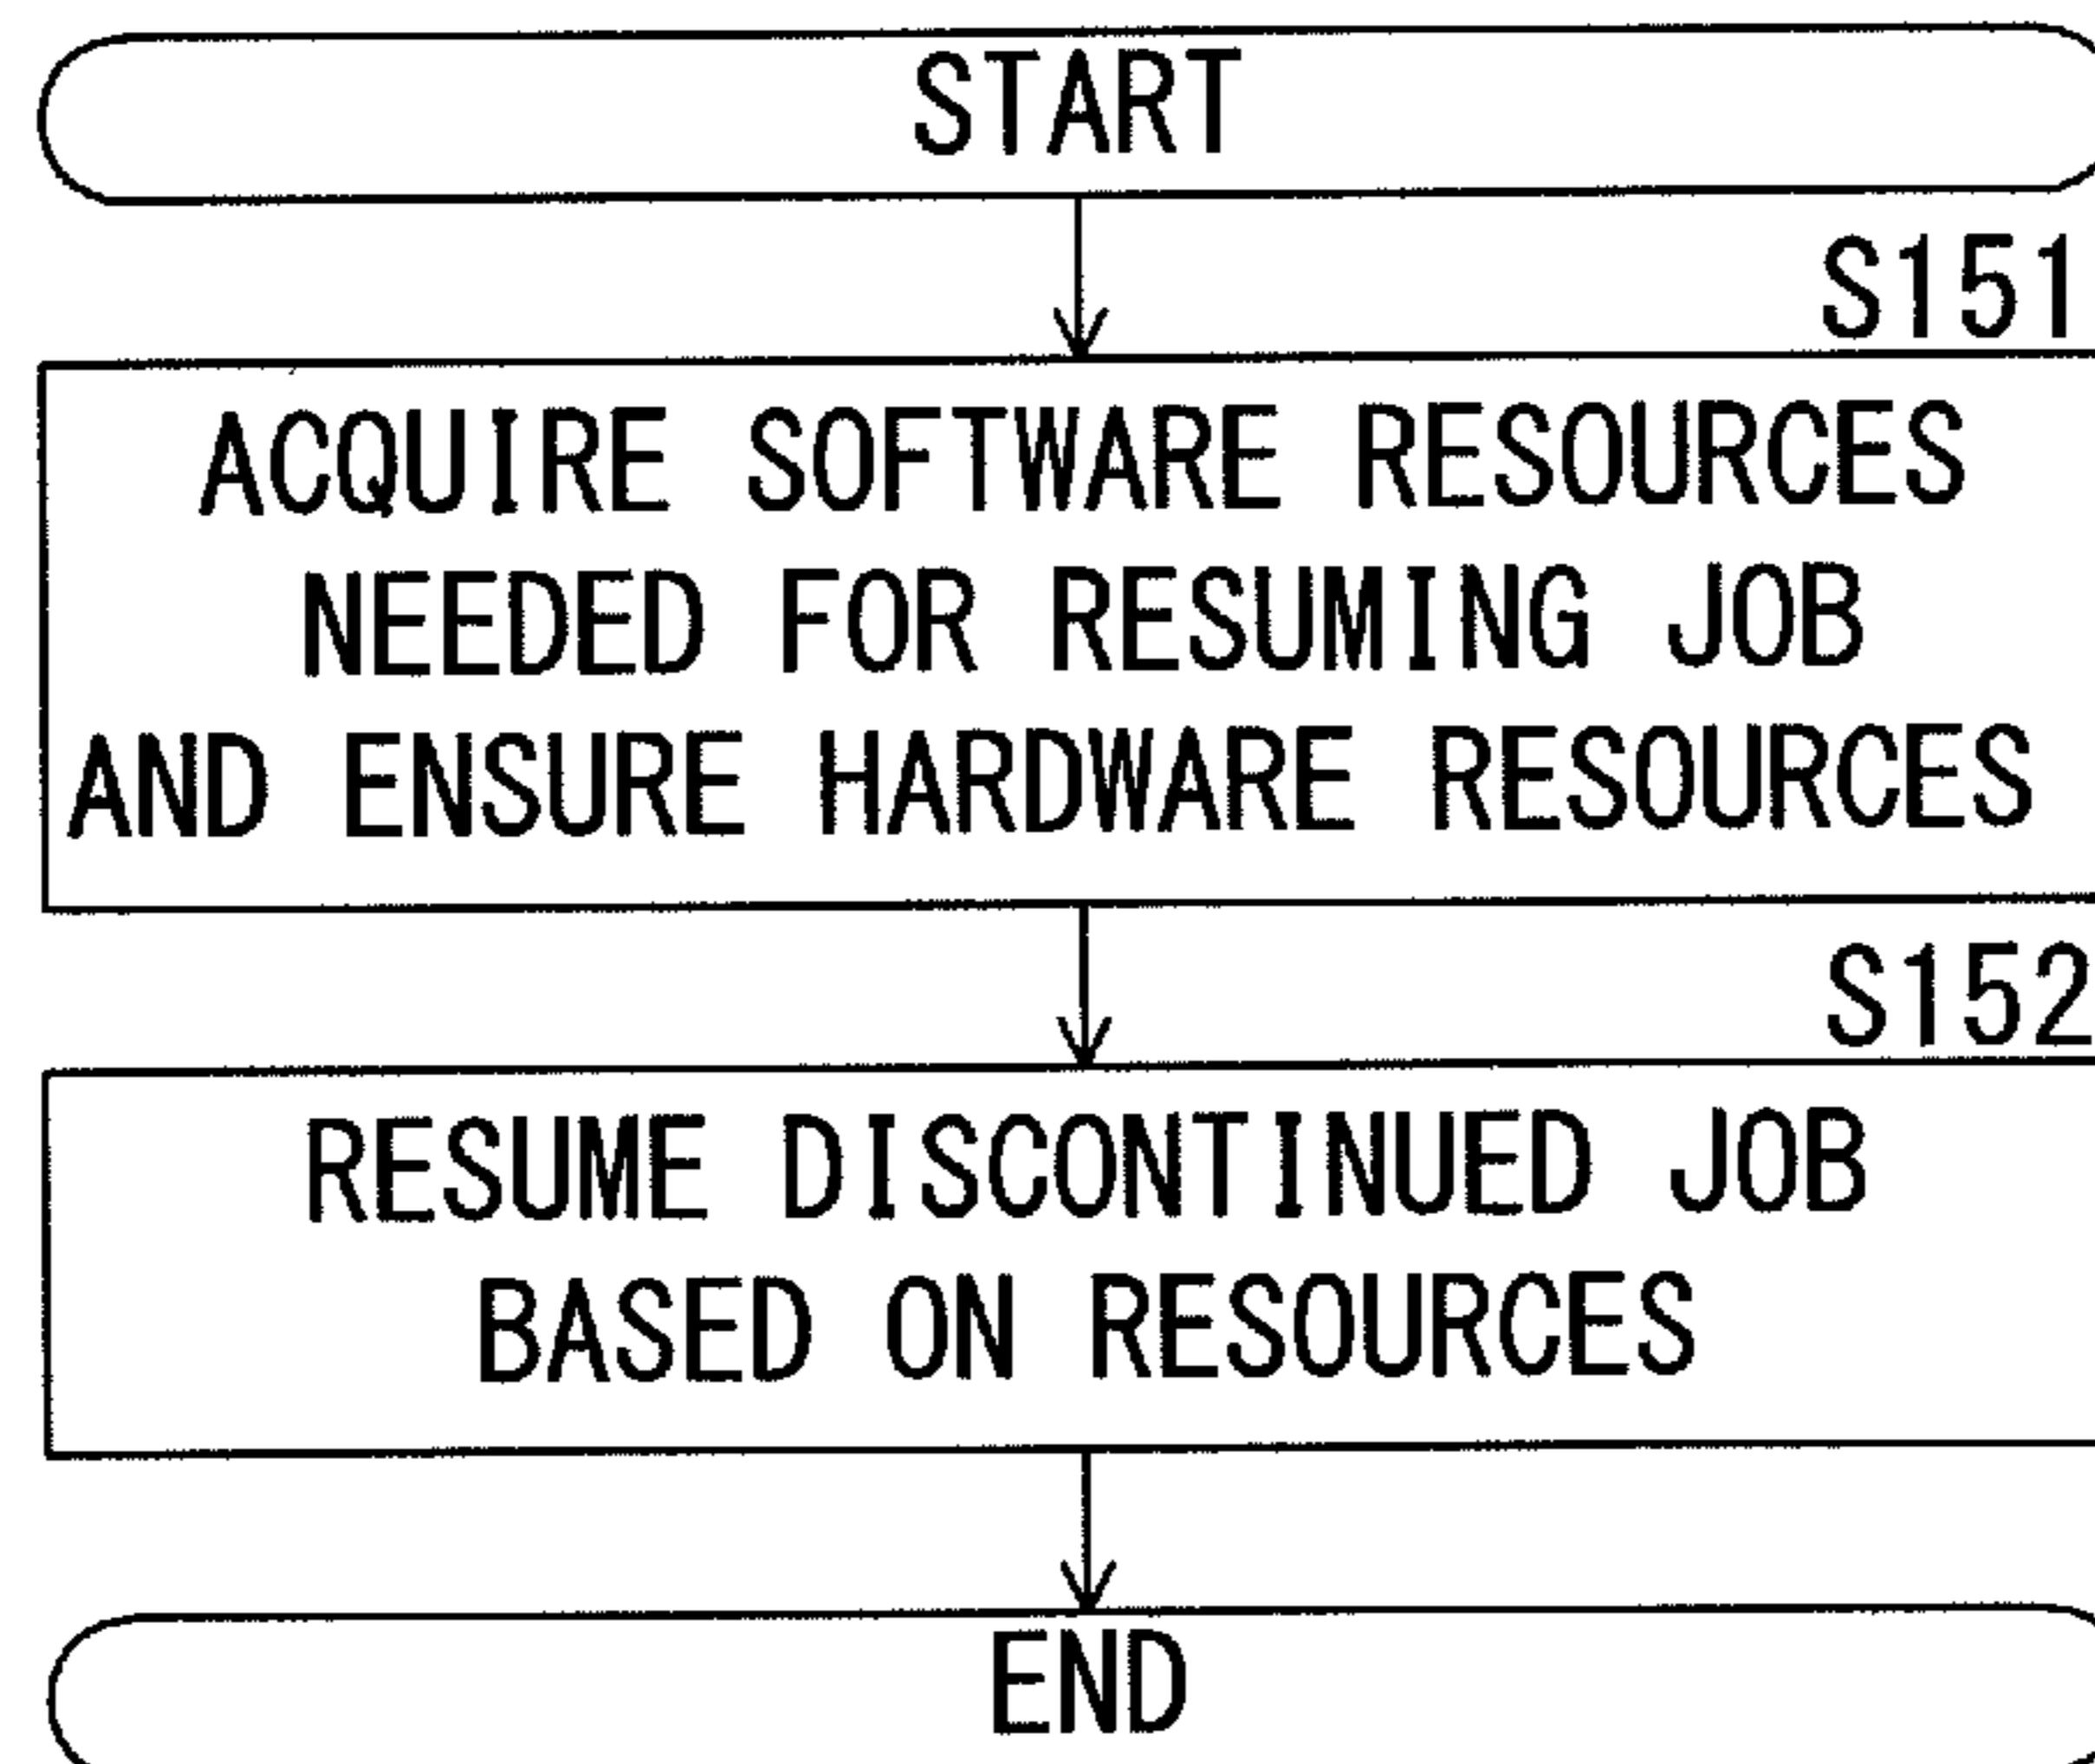 START
S151
ACQUIRE SOFTWARE RESOURCES
NEEDED FOR RESUMING JOB
AND ENSURE HARDWARE RESOURCES
S152
RESUME DISCONTINUED JOB
BASED ON RESOURCES
END